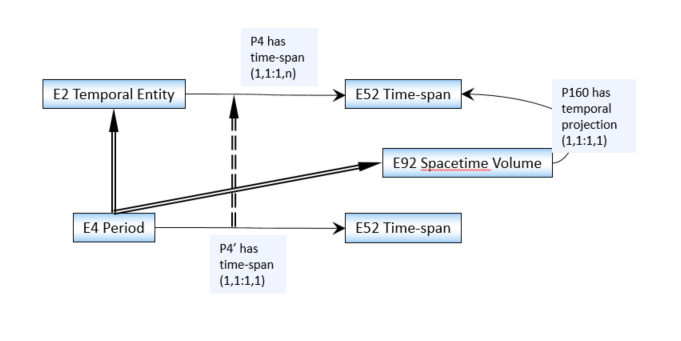 P4 has
time-span
(1,1:1,n)
E2 Temporal Entity
E52 Time-span
P160 has
temporal
projection
(1,1:1,1)
E92 Spacetime Volume
E4 Period
E52 Time-span
P4’ has
time-span
(1,1:1,1)